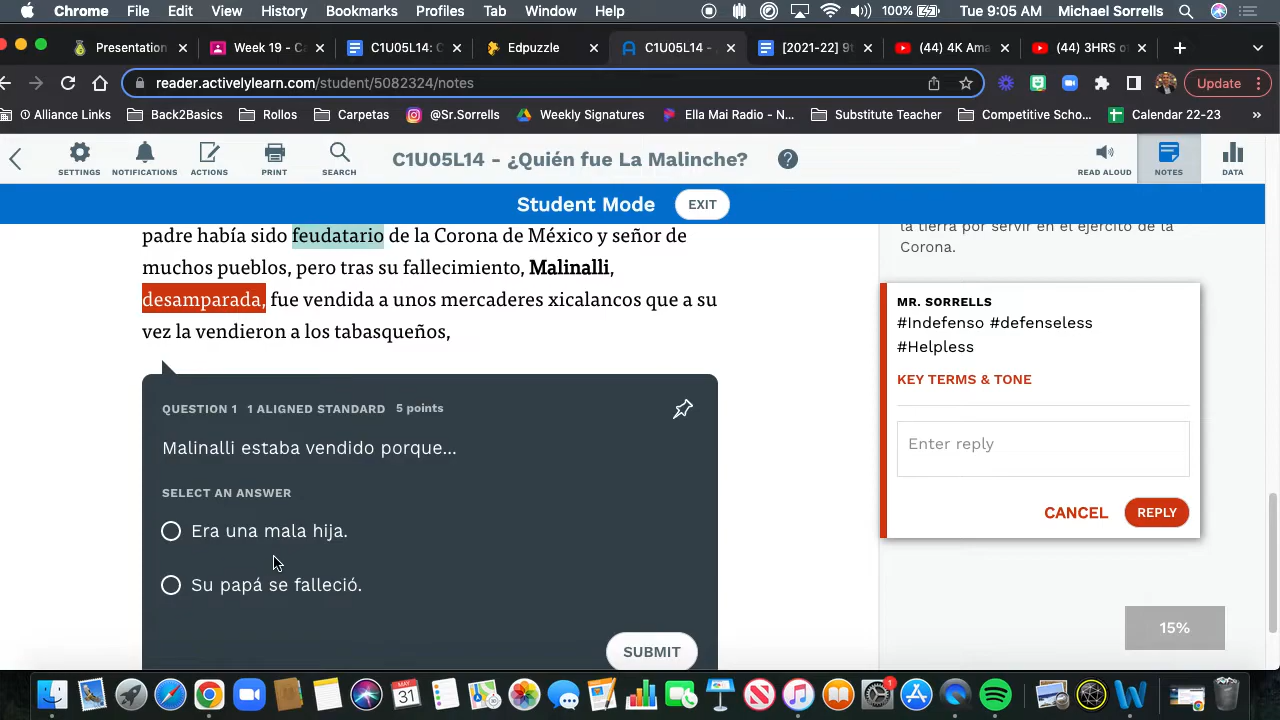 Chrome File Edit View History Bookmarks Profiles Tab Window Help 100% Tue 9:05 AM Michael Sorrells
Presentation Week 19 - Ca C1U05L14: C Edpuzzle C1U05L14 - [2021-22] 9t (44) 4K Ama (44) 3HRS o
reader.activelylearn.com/student/5082324/notes Update
Alliance Links Back2Basics Rollos Carpetas @Sr.Sorrells Weekly Signatures Ella Mai Radio - N... Substitute Teacher Competitive Scho... Calendar 22-23 »
SETTINGS NOTIFICATIONS ACTIONS PRINT SEARCH C1U05L14 - ¿Quién fue La Malinche? ? READ ALOUD NOTES DATA
Student Mode EXIT
padre había sido feudatario de la Corona de México y señor de
muchos pueblos, pero tras su fallecimiento, Malinalli,
desamparada, fue vendida a unos mercaderes xicalancos que a su
vez la vendieron a los tabasqueños,
QUESTION 1 1 ALIGNED STANDARD 5 points
Malinalli estaba vendido porque...
SELECT AN ANSWER
Era una mala hija.
Su papá se falleció.
SUBMIT
la tierra por servir en el ejército de la
Corona.
MR. SORRELLS
#Indefenso #defenseless
#Helpless
KEY TERMS & TONE
Enter reply
CANCEL REPLY
15%
MAY
31
1